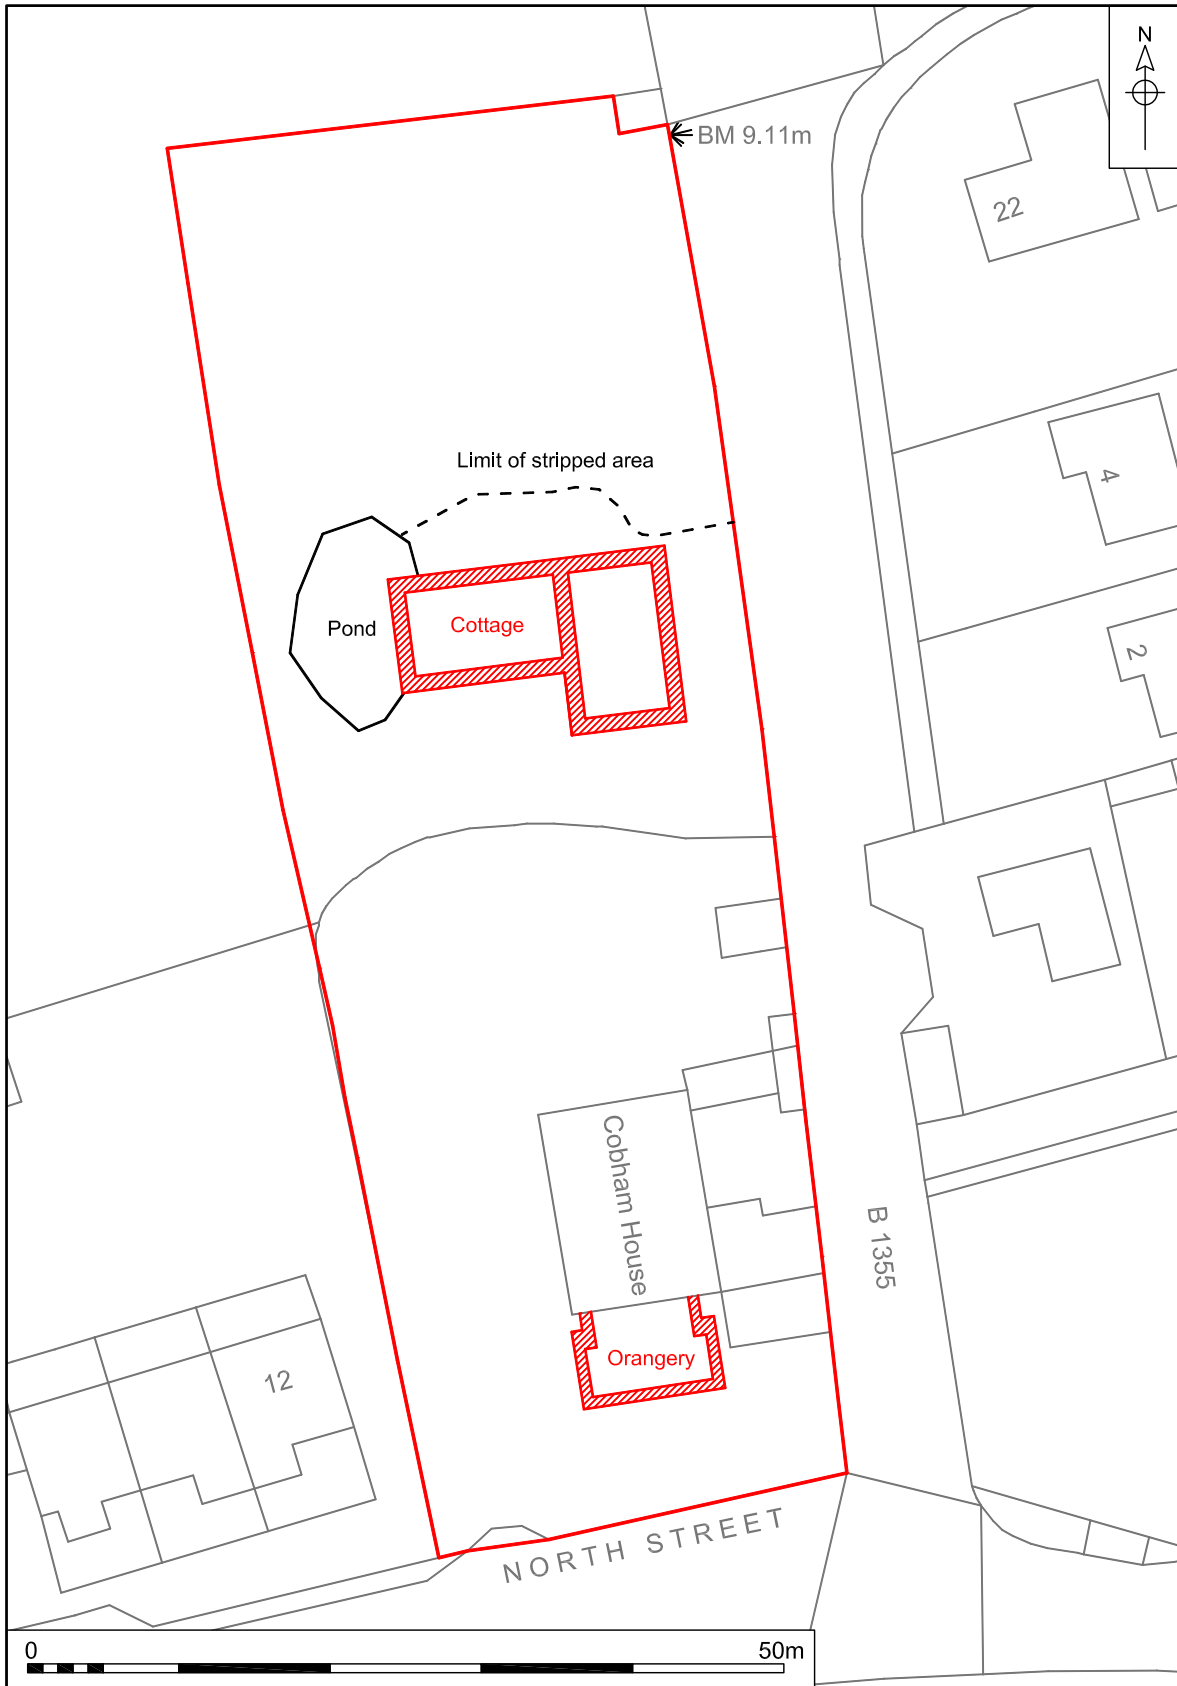 N
BM 9.11m
22
Limit of stripped area
4
Pond
Cottage
2
Cobham House
B 1355
Orangery
12
NORTH STREET
0
50m